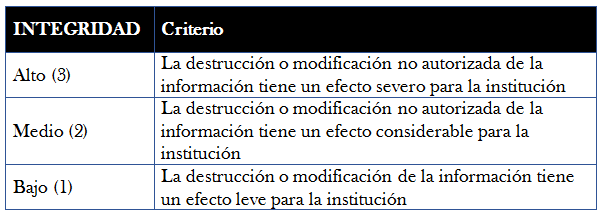 INTEGRIDAD Criterio
Alto (3) La destrucción o modificación no autorizada de la
información tiene un efecto severo para la institución
Medio (2) La destrucción o modificación no autorizada de la
información tiene un efecto considerable para la
institución
Bajo (1) La destrucción o modificación de la información tiene
un efecto leve para la institución